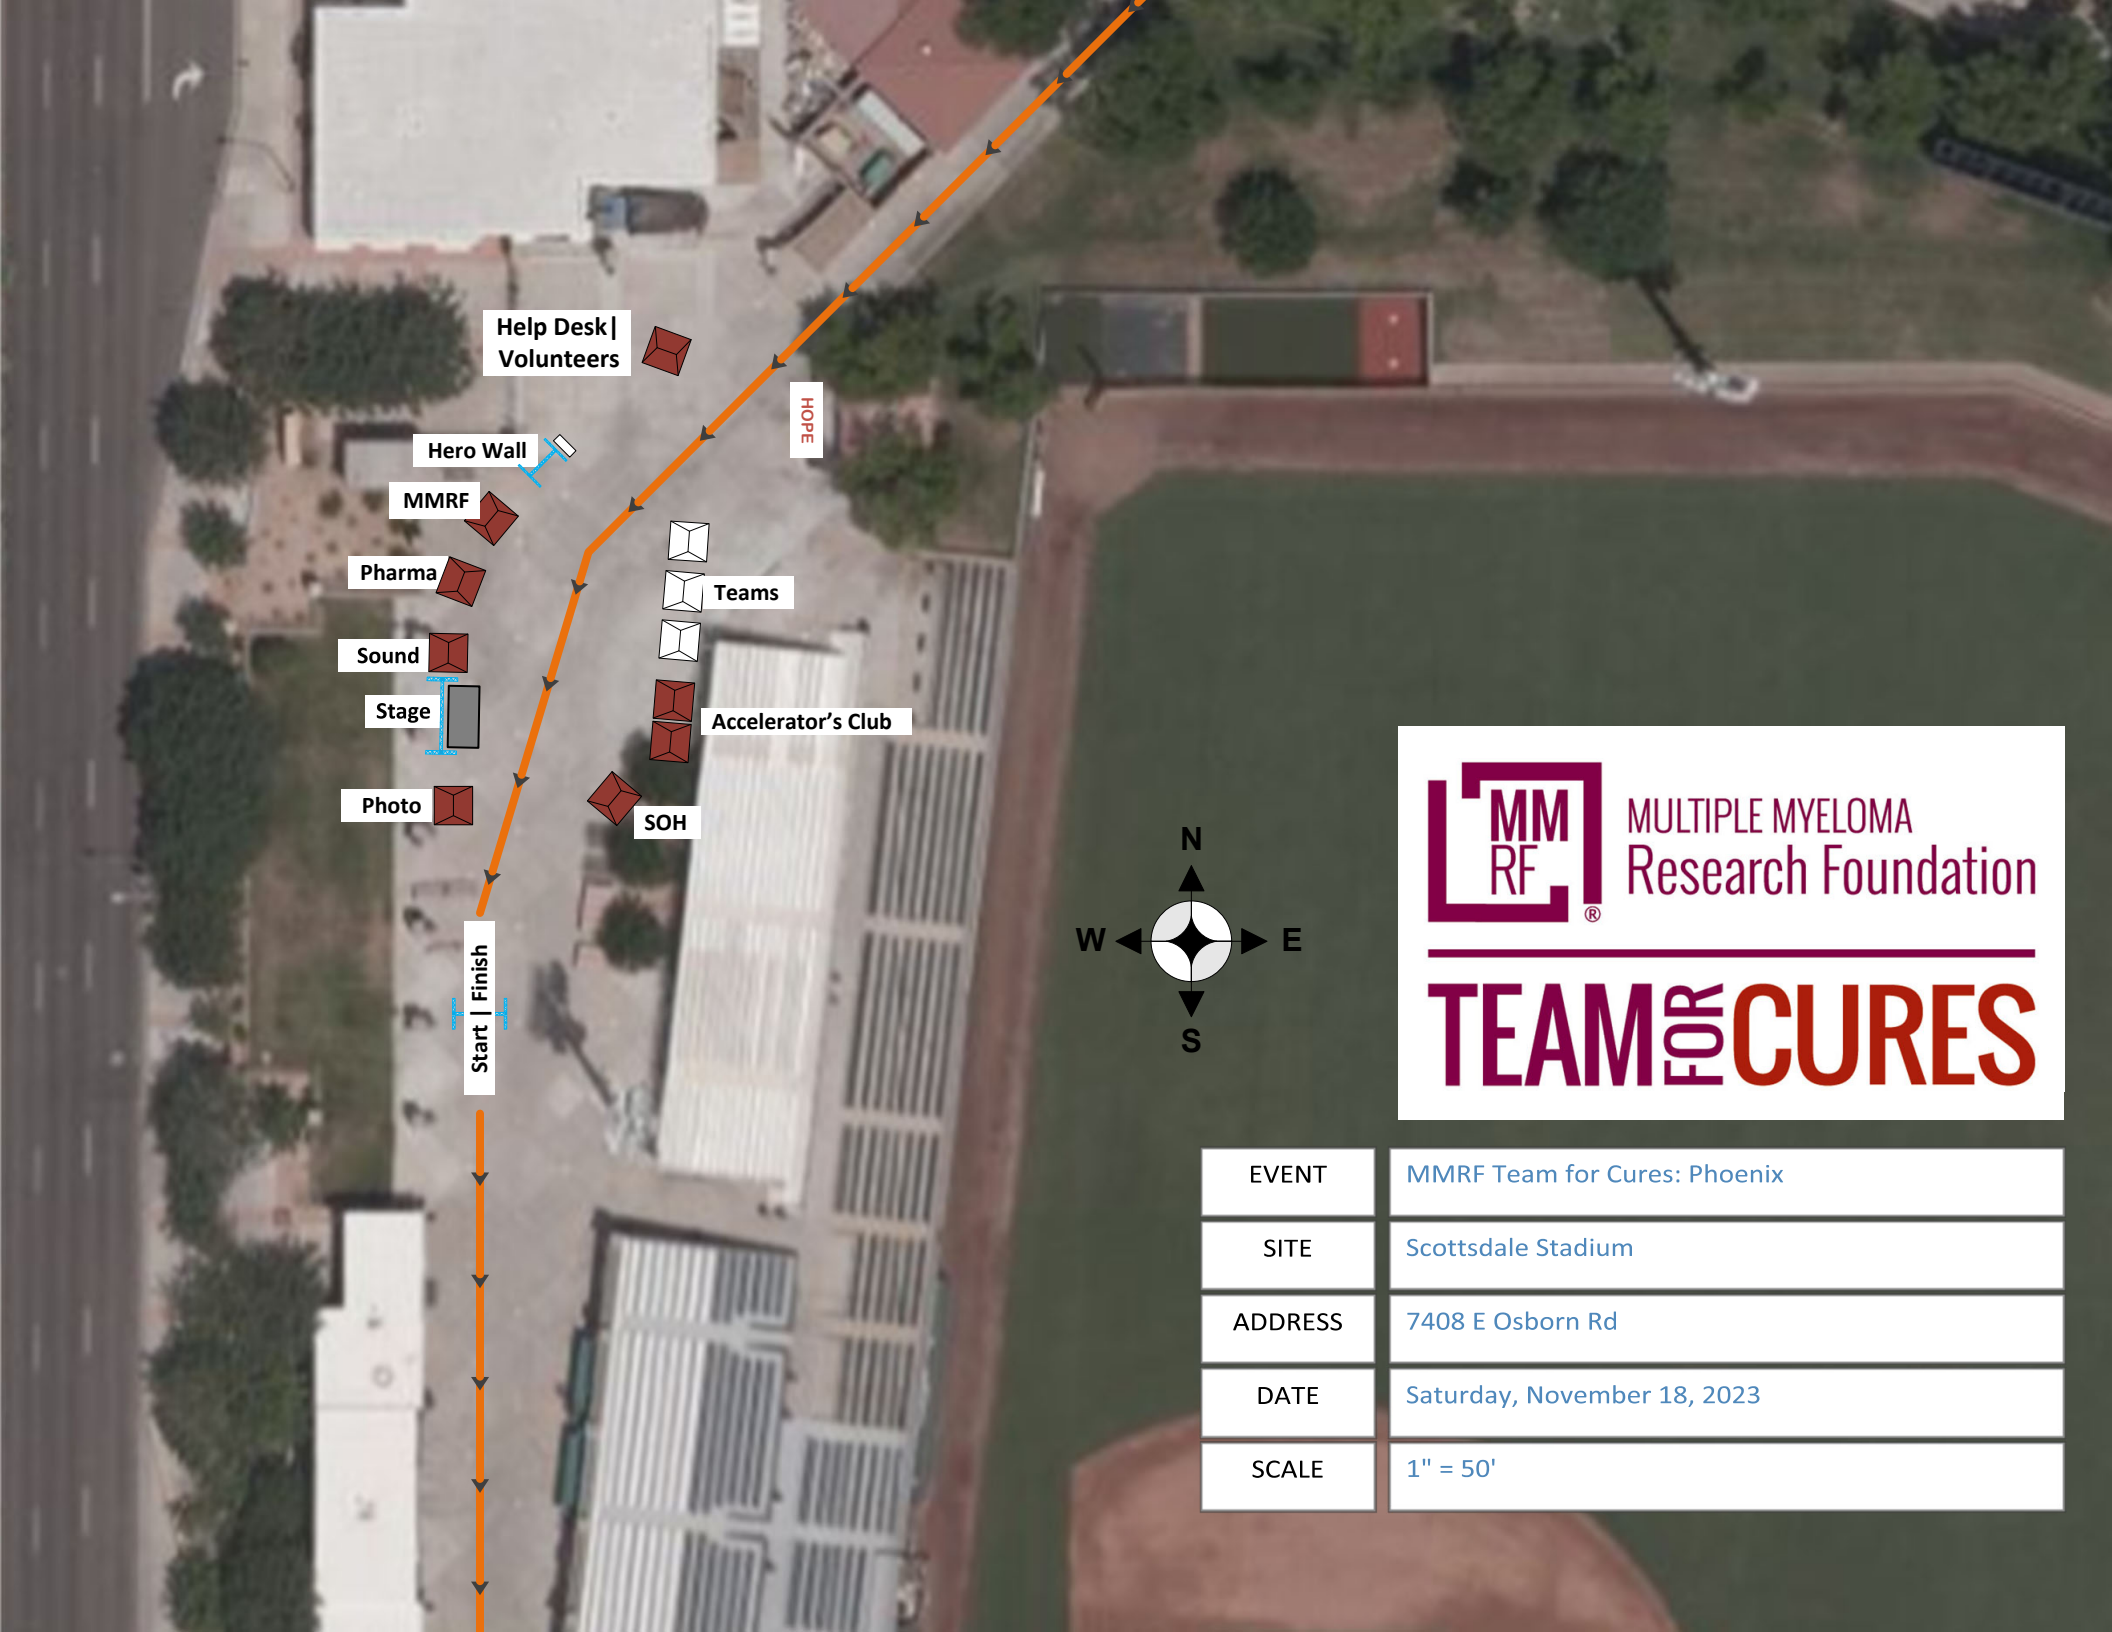 Help Desk|
Volunteers
HOPE
Hero Wall
MMRF
Pharma
Teams
Sound
Stage
Accelerator's Club
Photo
SOH
Start | Finish
N
W
E
S
MM
RF
®
MULTIPLE MYELOMA
Research Foundation
TEAM FOR CURES
EVENT MMRF Team for Cures: Phoenix
SITE Scottsdale Stadium
ADDRESS 7408 E Osborn Rd
DATE Saturday, November 18, 2023
SCALE 1" = 50'